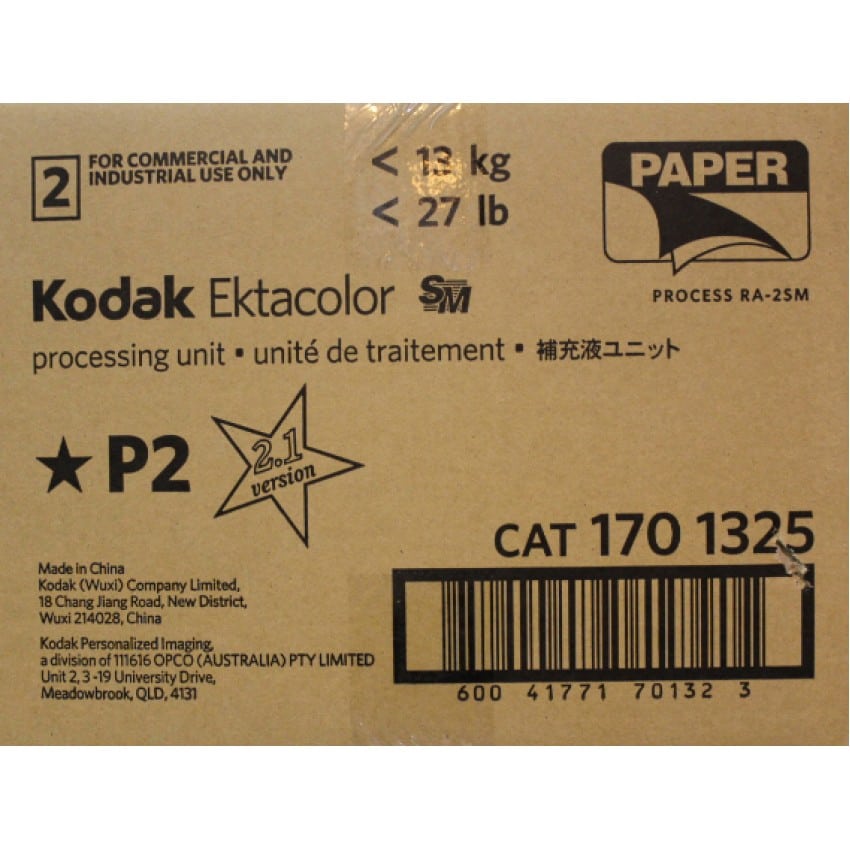 2
FOR COMMERCIAL AND
INDUSTRIAL USE ONLY
< 13 kg
< 27 lb
PAPER
PROCESS RA-2SM
Kodak Ektacolor SM
processing unit • unité de traitement • 補充液ユニット
★ P2
2.1
version
CAT 170 1325
Made in China
Kodak (Wuxi) Company Limited,
18 Chang Jiang Road, New District,
Wuxi 214028, China
Kodak Personalized Imaging,
a division of 111616 OPCO (AUSTRALIA) PTY LIMITED
Unit 2, 3 -19 University Drive,
Meadowbrook, QLD, 4131
600 41771 70132 3